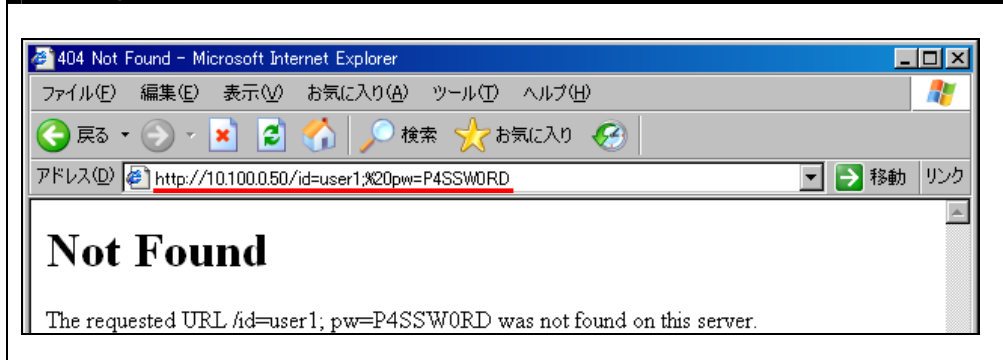 404 Not Found - Microsoft Internet Explorer
ファイル(F) 編集(E) 表示(V) お気に入り(A) ツール(T) ヘルプ(H)
戻る 検索 お気に入り
アドレス(D) http://10.100.0.50/id=user1;%20pw=P4SSW0RD 移動 リンク
Not Found
The requested URL /id=user1; pw=P4SSW0RD was not found on this server.